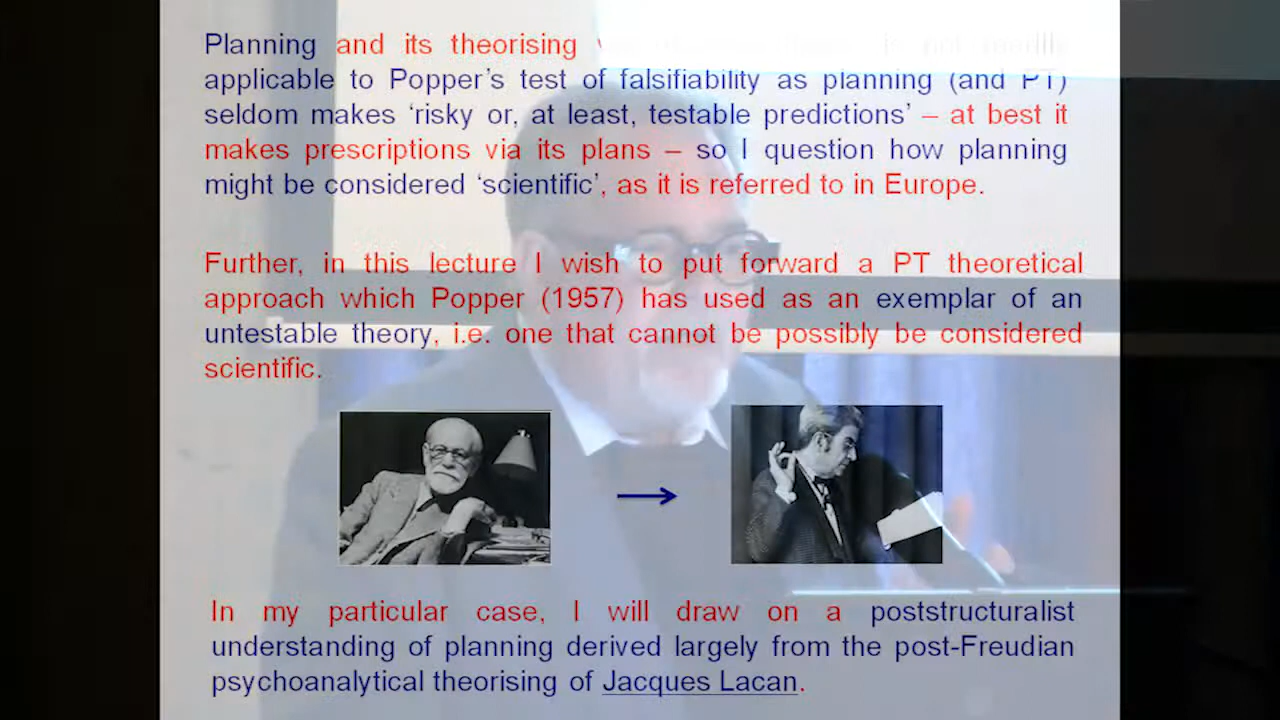 Planning and its theorising
applicable to Popper's test of falsifiability as planning (and PT)
seldom makes ‘risky or, at least, testable predictions’ – at best it
makes prescriptions via its plans – so I question how planning
might be considered ‘scientific’, as it is referred to in Europe.
Further, in this lecture I wish to put forward a PT theoretical
approach which Popper (1957) has used as an exemplar of an
untestable theory, i.e. one that cannot be possibly be considered
scientific.
In my particular case, I will draw on a poststructuralist
understanding of planning derived largely from the post-Freudian
psychoanalytical theorising of Jacques Lacan.